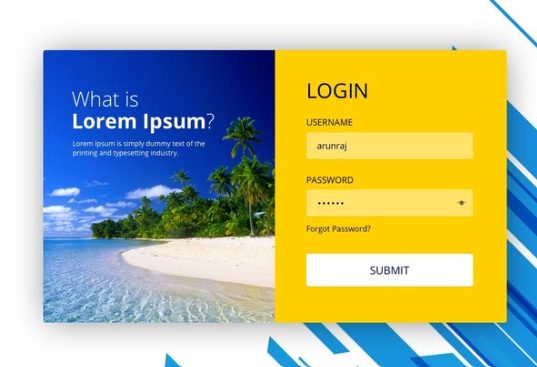 What is
Lorem Ipsum?
Lorem Ipsum is simply dummy text of the
printing and typesetting industry.
LOGIN
USERNAME
arunraj
PASSWORD
••••••
Forgot Password?
SUBMIT